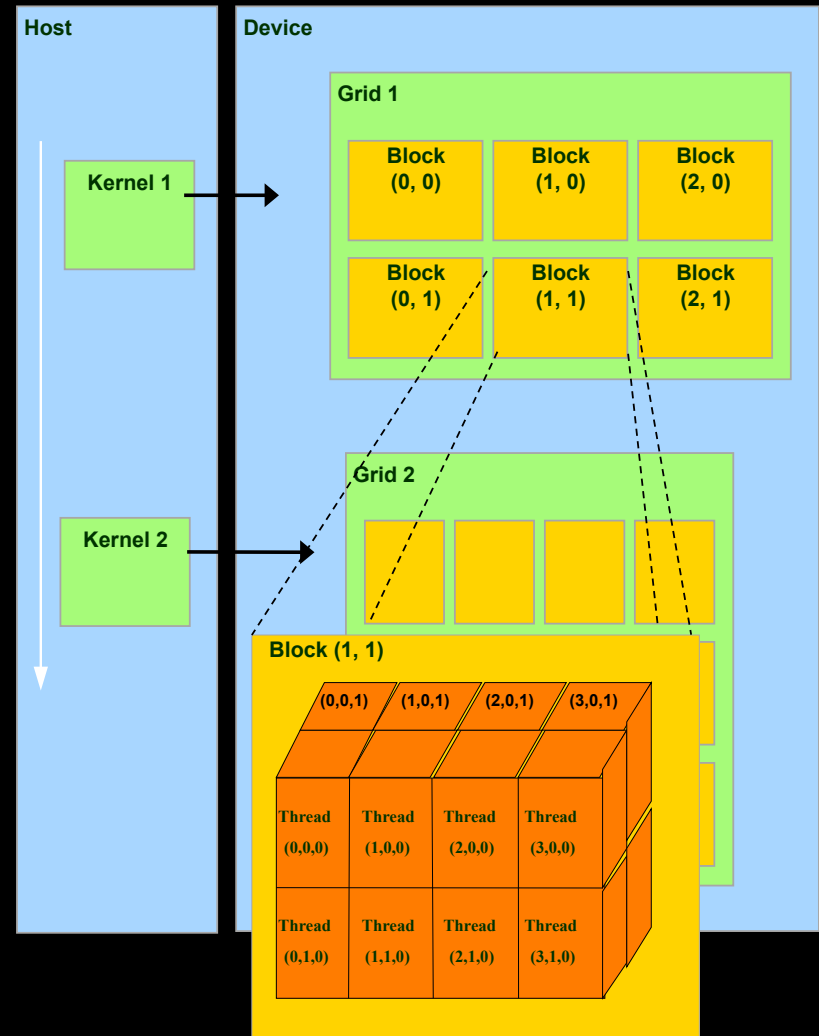 Host
Device
Grid 1
Kernel 1
Block
(0, 0)
Block
(1, 0)
Block
(2, 0)
Block
(0, 1)
Block
(1, 1)
Block
(2, 1)
Grid 2
Kernel 2
Block (1, 1)
(0,0,1)
(1,0,1)
(2,0,1)
(3,0,1)
Thread
(0,0,0)
Thread
(1,0,0)
Thread
(2,0,0)
Thread
(3,0,0)
Thread
(0,1,0)
Thread
(1,1,0)
Thread
(2,1,0)
Thread
(3,1,0)